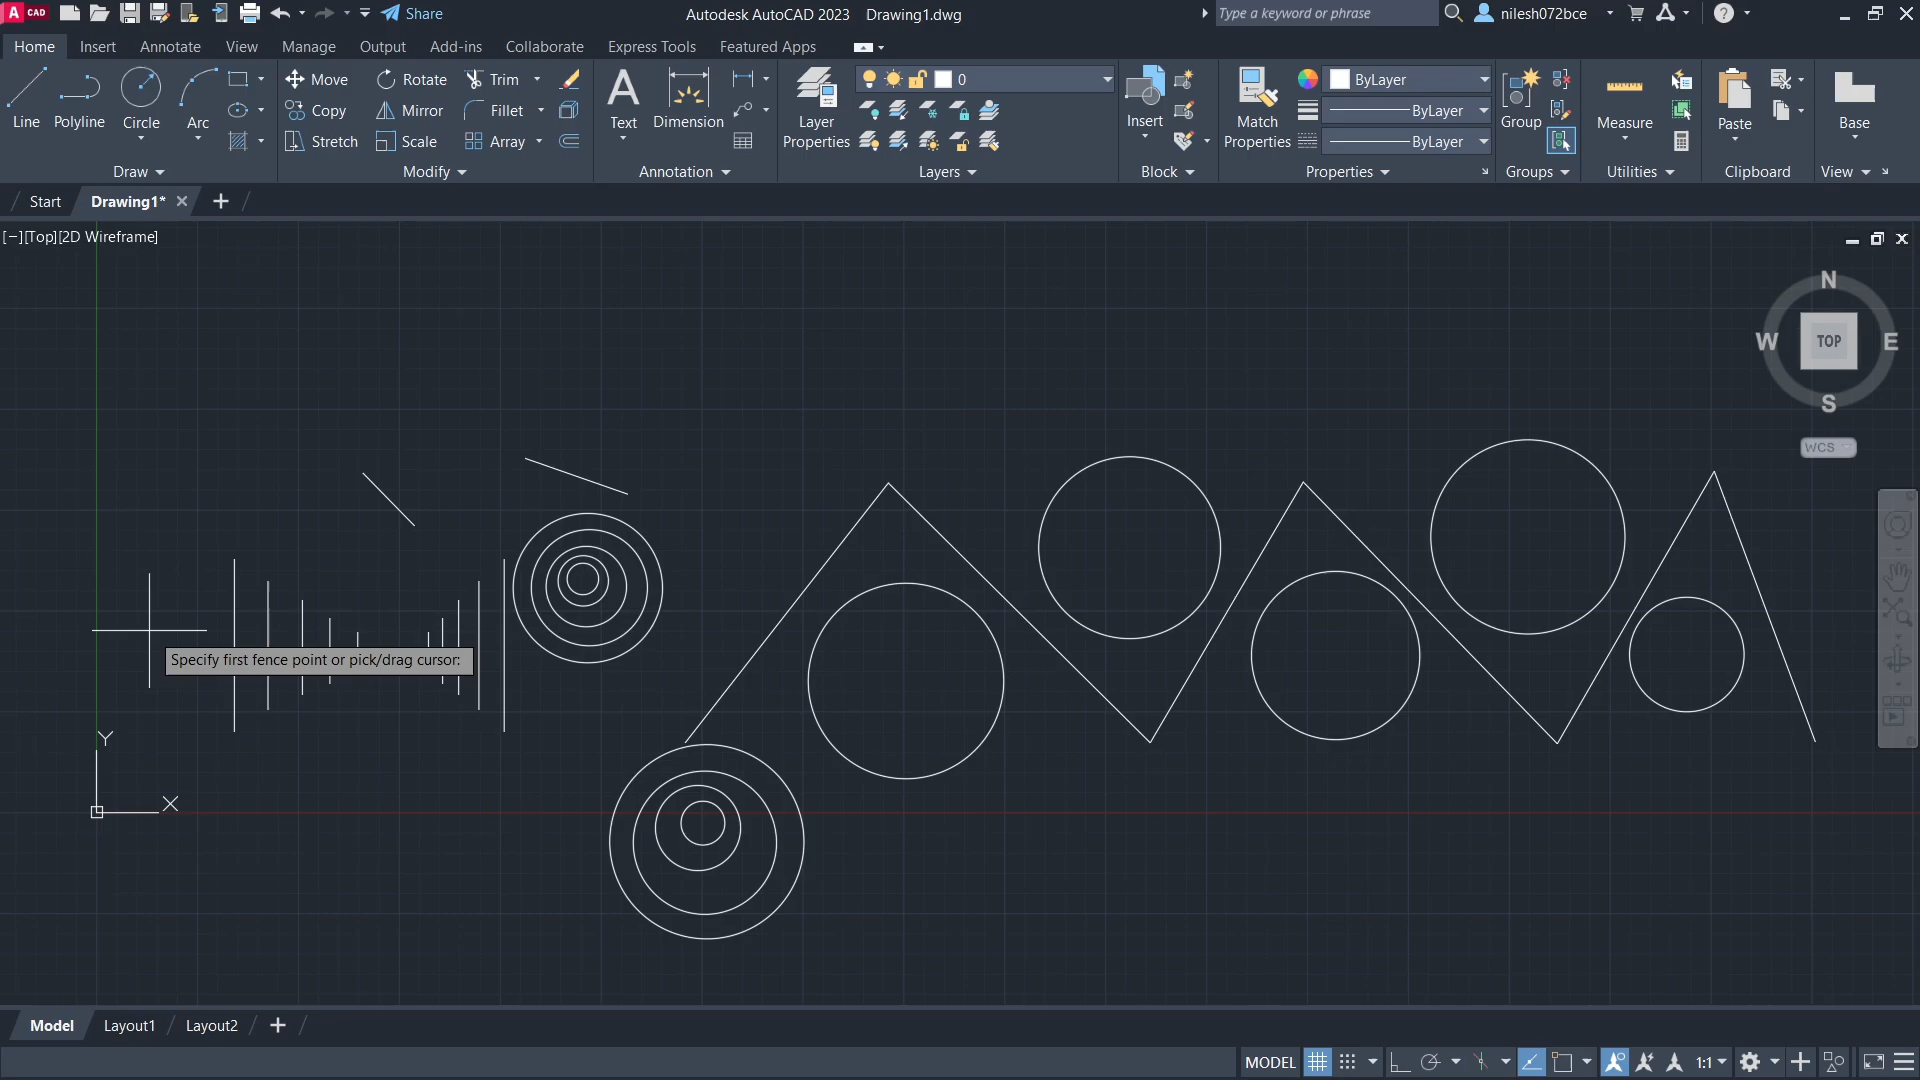 A CAD
Share
Autodesk AutoCAD 2023 Drawing1.dwg
Type a keyword or phrase
nilesh072bce
?
Home Insert Annotate View Manage Output Add-ins Collaborate Express Tools Featured Apps
Line Polyline Circle Arc
Move Rotate Trim
Copy Mirror Fillet
Stretch Scale Array
A Text Dimension
Layer Properties
0
Insert
Match Properties
ByLayer
ByLayer
ByLayer
Group
Measure
Paste
Base
Draw Modify Annotation Layers Block Properties Groups Utilities Clipboard View
Start Drawing1*
[−][Top][2D Wireframe]
N
W TOP E
S
WCS
Specify first fence point or pick/drag cursor:
Y
X
Model Layout1 Layout2
MODEL 1:1